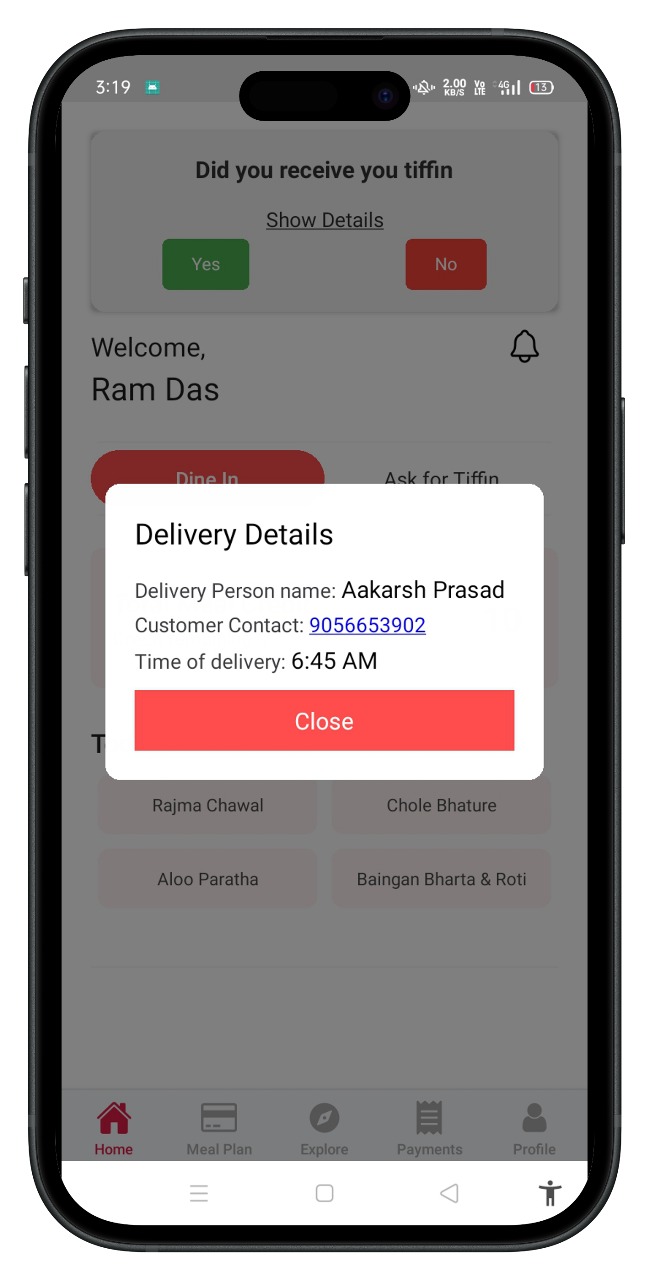 3:19 2.00 KB/S Vo LTE 4G 13
Did you receive you tiffin
Show Details
Yes No
Welcome,
Ram Das
Dine In Ask for Tiffin
Delivery Details
Delivery Person name: Aakarsh Prasad
Customer Contact: 9056653902
Time of delivery: 6:45 AM
Close
T
Rajma Chawal Chole Bhature
Aloo Paratha Baingan Bharta & Roti
Home Meal Plan Explore Payments Profile